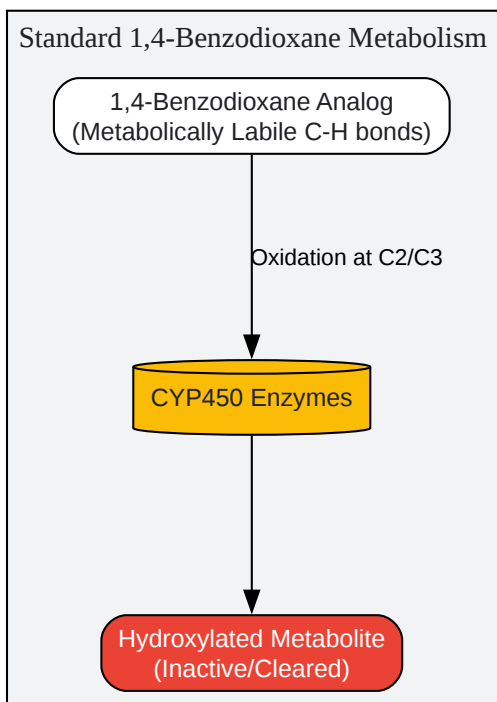 Standard 1,4-Benzodioxane Metabolism
1,4-Benzodioxane Analog
(Metabolically Labile C-H bonds)
Oxidation at C2/C3
CYP450 Enzymes
Hydroxylated Metabolite
(Inactive/Cleared)